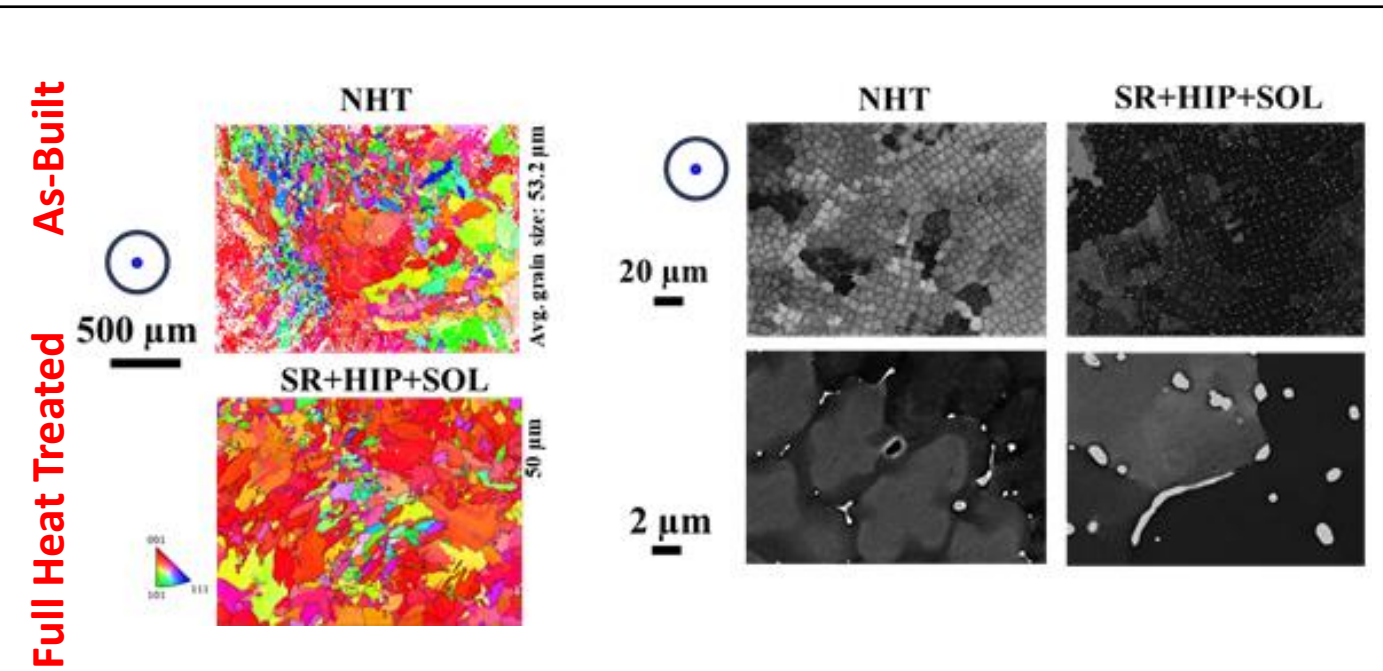 As-Built
Full Heat Treated
NHT
Avg. grain size: 53.2 µm
500 µm
SR+HIP+SOL
50 µm
001
101
111
NHT
SR+HIP+SOL
20 µm
2 µm